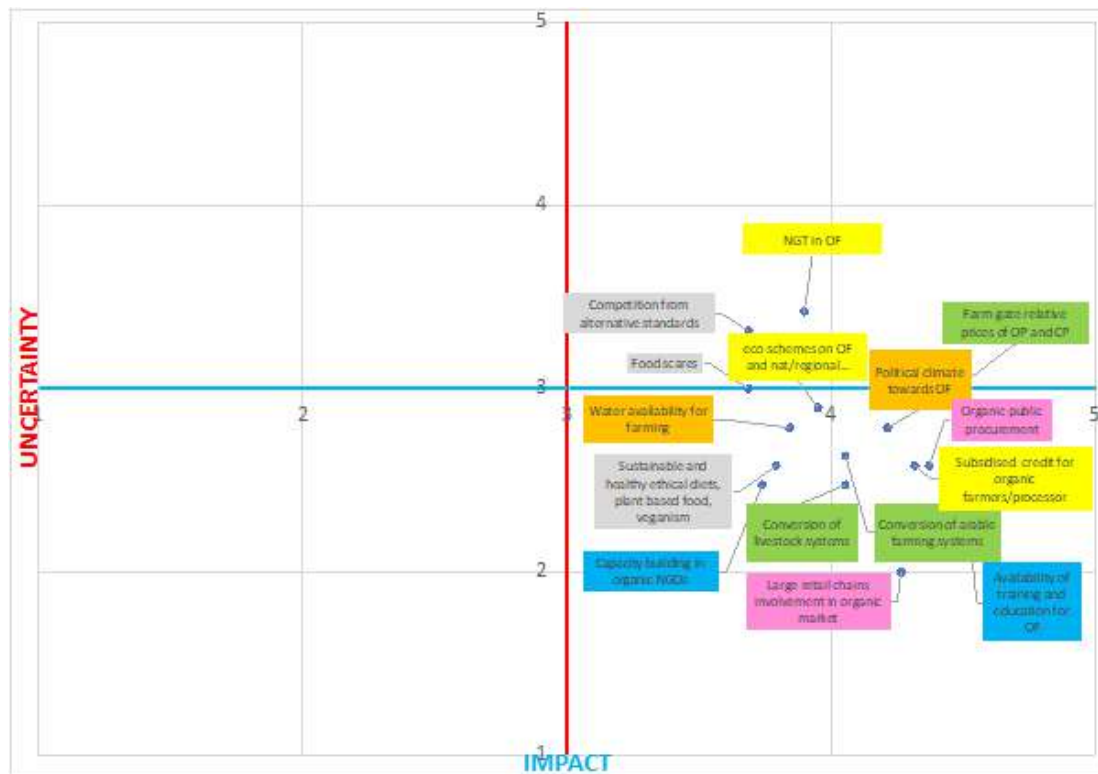 5
4
NGT in OF
Competition from
alternative standards
Farm gate relative
prices of OP and CP
eco-schemes on OF
and nat/regional...
Food scares
Political climate
towards OF
UNCERTAINTY
3
2
3
4
5
Water availability for
farming
Organic public
procurement
Sustainable and
healthy ethical diets,
plant based food,
veganism
Subsidised credit for
organic
farmers/processor
Conversion of
livestock systems
Conversion of arable
farming systems
Capacity building in
organic NGOs
2
Large retail chains
involvement in organic
market
Availability of
training and
education for
1
IMPACT